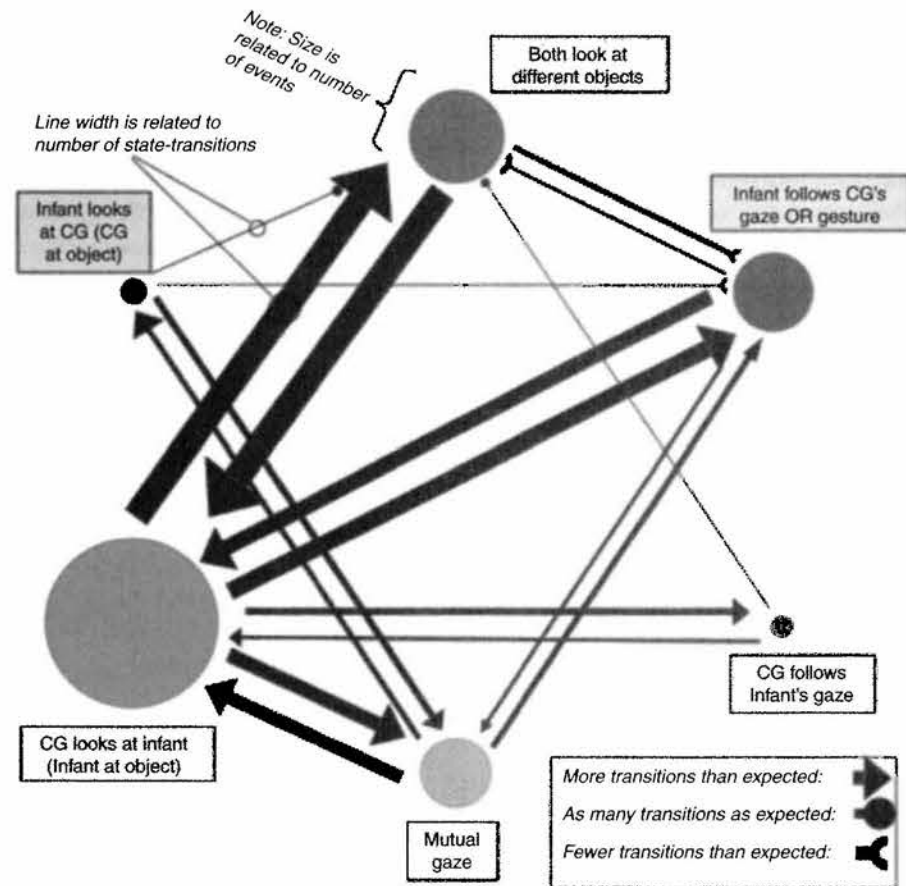 Note: Size is
related to number
of events
Both look at
different objects
Line width is related to
number of state-transitions
Infant looks
at CG (CG
at object)
Infant follows CG's
gaze OR gesture
CG follows
Infant's gaze
CG looks at infant
(Infant at object)
Mutual
gaze
More transitions than expected:
As many transitions as expected:
Fewer transitions than expected: